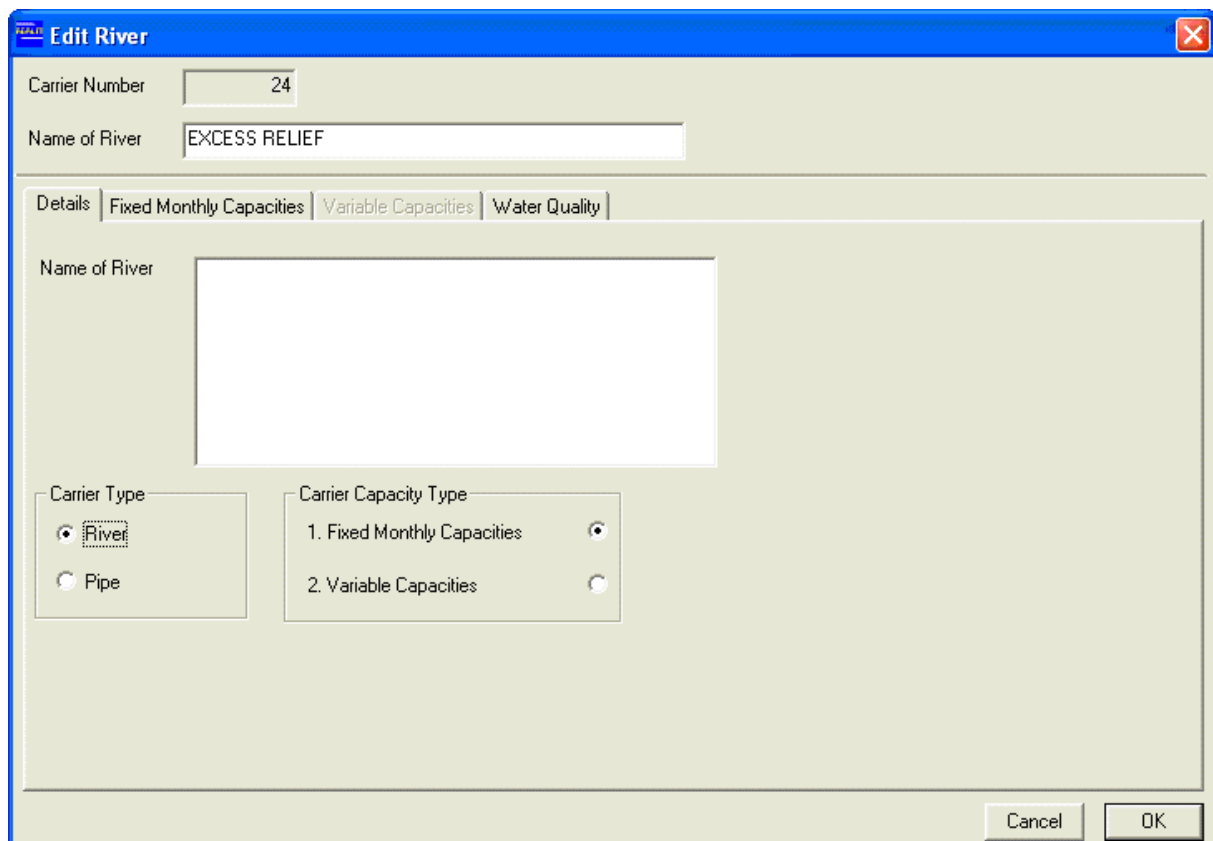 Edit River
Carrier Number 24
Name of River EXCESS RELIEF
Details Fixed Monthly Capacities Variable Capacities Water Quality
Name of River
Carrier Type Carrier Capacity Type
River 1. Fixed Monthly Capacities
Pipe 2. Variable Capacities
Cancel OK